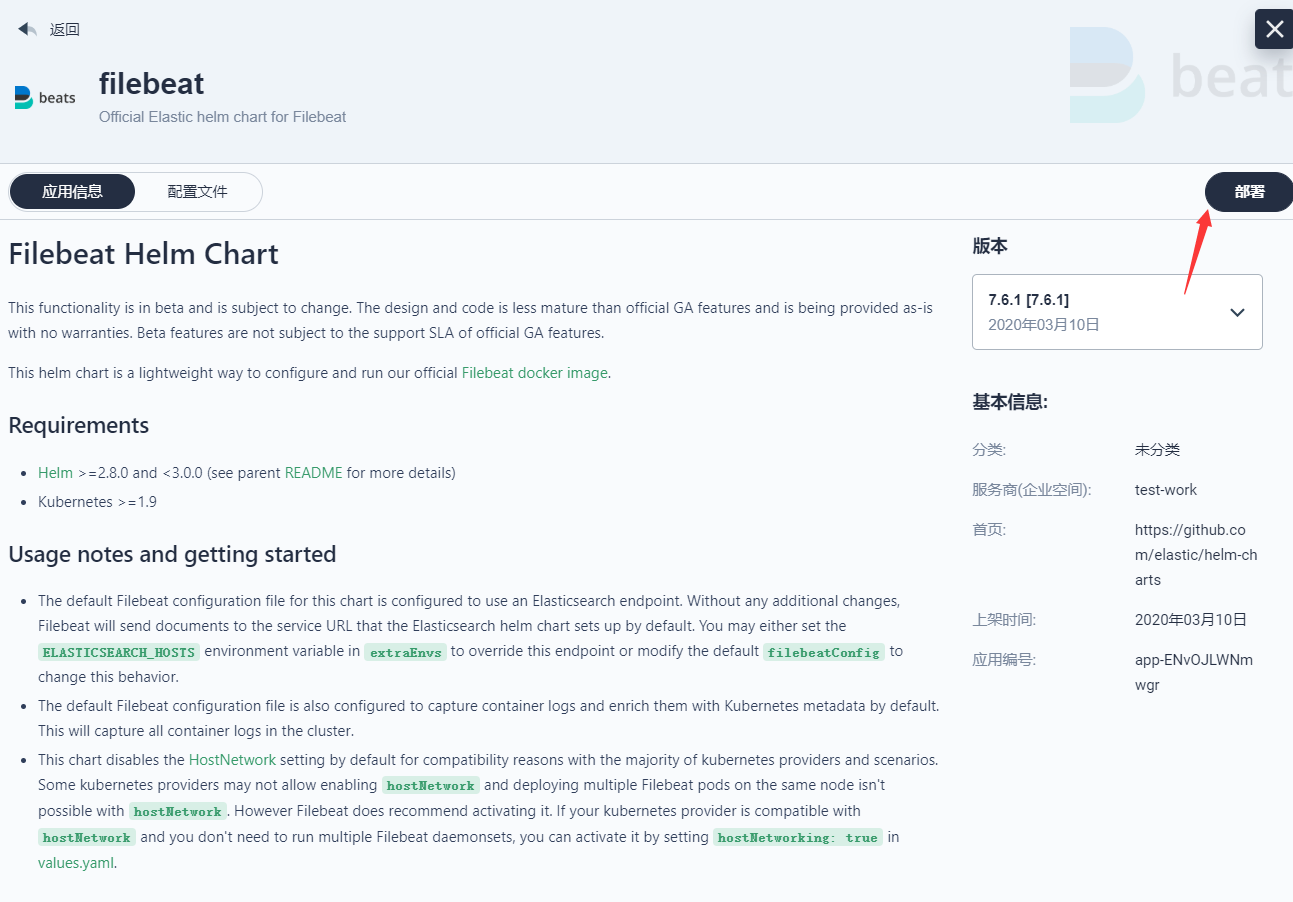 返回
beats
filebeat
Official Elastic helm chart for Filebeat
beat
应用信息
配置文件
部署
Filebeat Helm Chart
This functionality is in beta and is subject to change. The design and code is less mature than official GA features and is being provided as-is
with no warranties. Beta features are not subject to the support SLA of official GA features.
This helm chart is a lightweight way to configure and run our official Filebeat docker image.
Requirements
• Helm >=2.8.0 and <3.0.0 (see parent README for more details)
• Kubernetes >=1.9
Usage notes and getting started
• The default Filebeat configuration file for this chart is configured to use an Elasticsearch endpoint. Without any additional changes,
Filebeat will send documents to the service URL that the Elasticsearch helm chart sets up by default. You may either set the
ELASTICSEARCH_HOSTS environment variable in extraEnvs to override this endpoint or modify the default filebeatConfig to
change this behavior.
• The default Filebeat configuration file is also configured to capture container logs and enrich them with Kubernetes metadata by default.
This will capture all container logs in the cluster.
• This chart disables the HostNetwork setting by default for compatibility reasons with the majority of kubernetes providers and scenarios.
Some kubernetes providers may not allow enabling hostNetwork and deploying multiple Filebeat pods on the same node isn't
possible with hostNetwork. However Filebeat does recommend activating it. If your kubernetes provider is compatible with
hostNetwork and you don't need to run multiple Filebeat daemonsets, you can activate it by setting hostNetworking: true in
values.yaml.
版本
7.6.1 [7.6.1]
2020年03月10日
基本信息:
分类: 未分类
服务商(企业空间): test-work
首页: https://github.co
m/elastic/helm-ch
arts
上架时间: 2020年03月10日
应用编号: app-ENvOJLWNm
wgr